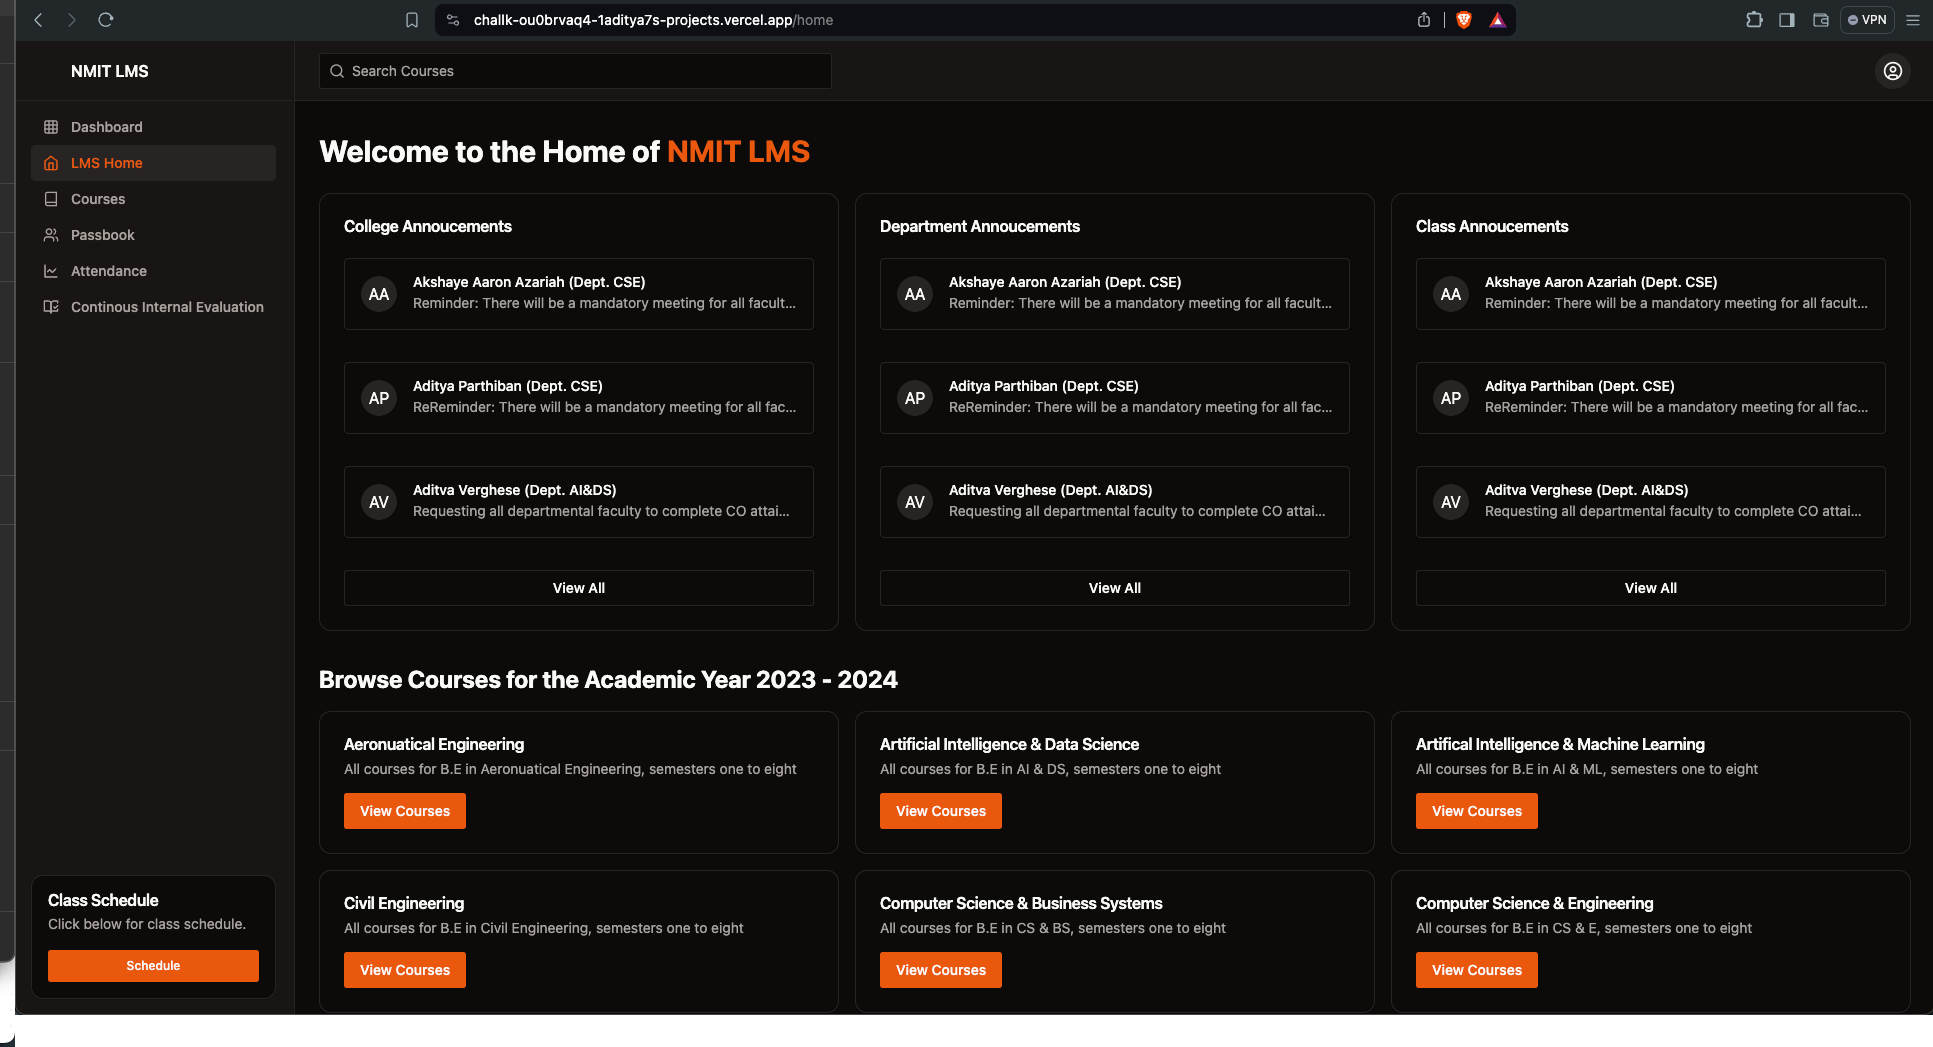 challk-ou0brvaq4-1aditya7s-projects.vercel.app/home
VPN
NMIT LMS
Search Courses
Dashboard
LMS Home
Courses
Passbook
Attendance
Continous Internal Evaluation
Class Schedule
Click below for class schedule.
Schedule
Welcome to the Home of NMIT LMS
College Annoucements
AA
Akshaye Aaron Azariah (Dept. CSE)
Reminder: There will be a mandatory meeting for all facult...
AP
Aditya Parthiban (Dept. CSE)
ReReminder: There will be a mandatory meeting for all fac...
AV
Aditva Verghese (Dept. AI&DS)
Requesting all departmental faculty to complete CO attai...
View All
Department Annoucements
AA
Akshaye Aaron Azariah (Dept. CSE)
Reminder: There will be a mandatory meeting for all facult...
AP
Aditya Parthiban (Dept. CSE)
ReReminder: There will be a mandatory meeting for all fac...
AV
Aditva Verghese (Dept. AI&DS)
Requesting all departmental faculty to complete CO attai...
View All
Class Annoucements
AA
Akshaye Aaron Azariah (Dept. CSE)
Reminder: There will be a mandatory meeting for all facult...
AP
Aditya Parthiban (Dept. CSE)
ReReminder: There will be a mandatory meeting for all fac...
AV
Aditva Verghese (Dept. AI&DS)
Requesting all departmental faculty to complete CO attai...
View All
Browse Courses for the Academic Year 2023 - 2024
Aeronuatical Engineering
All courses for B.E in Aeronuatical Engineering, semesters one to eight
View Courses
Artificial Intelligence & Data Science
All courses for B.E in AI & DS, semesters one to eight
View Courses
Artifical Intelligence & Machine Learning
All courses for B.E in AI & ML, semesters one to eight
View Courses
Civil Engineering
All courses for B.E in Civil Engineering, semesters one to eight
View Courses
Computer Science & Business Systems
All courses for B.E in CS & BS, semesters one to eight
View Courses
Computer Science & Engineering
All courses for B.E in CS & E, semesters one to eight
View Courses